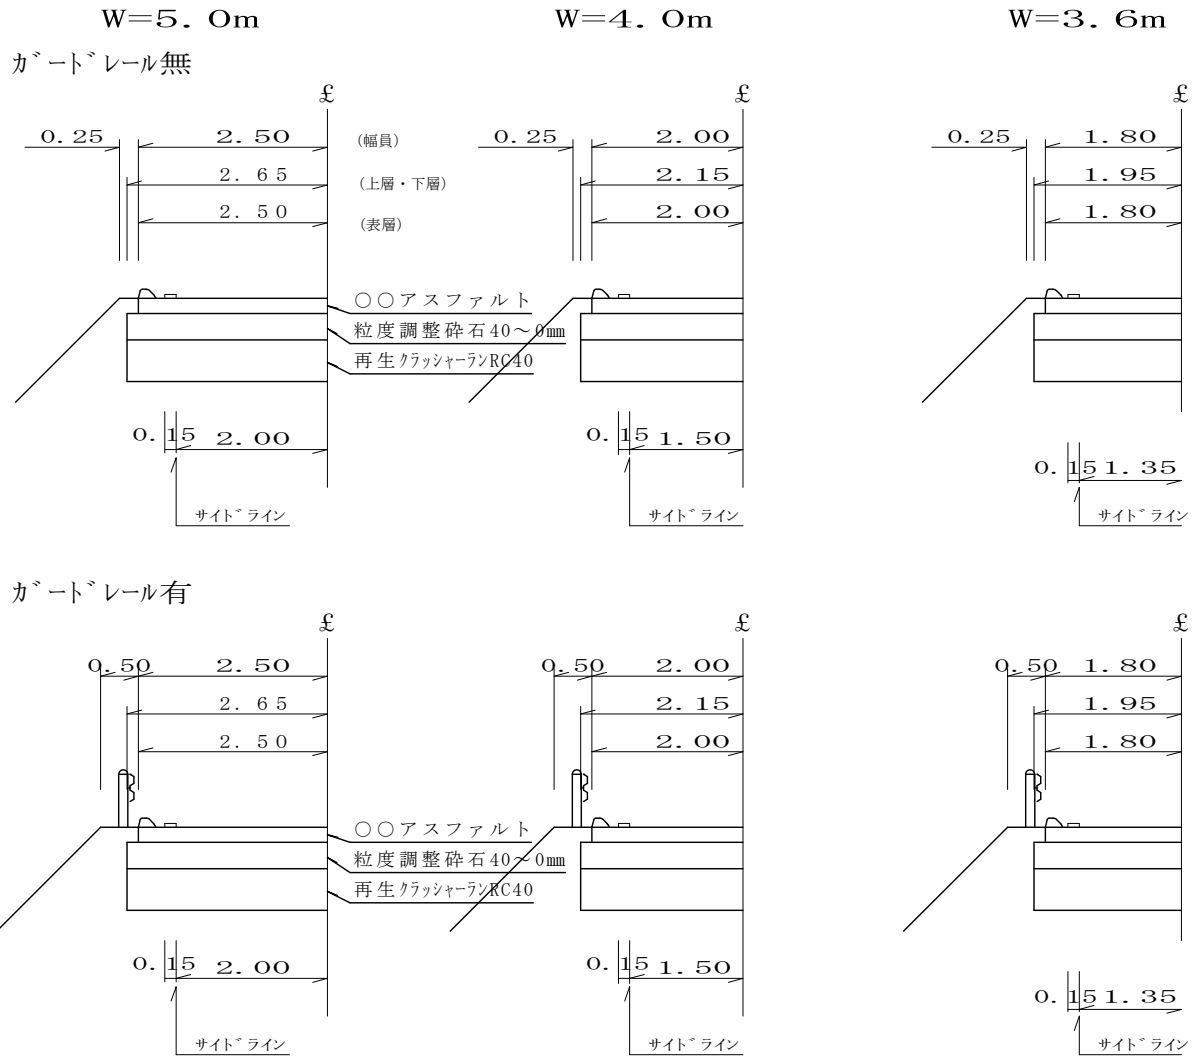 W=5.0m W=4.0m W=3.6m
ガードレール無
£ £ £
0.25 2.50 (幅員) 0.25 2.00 0.25 1.80
2.65 (上層・下層) 2.15 1.95
2.50 (表層) 2.00 1.80
○○アスファルト
粒度調整砕石40～0mm
再生クラッシャーランRC40
0.15 2.00 0.15 1.50
0.15 1.35
サイドライン サイドライン サイドライン
ガードレール有
£ £ £
0.50 2.50 0.50 2.00 0.50 1.80
2.65 2.15 1.95
2.50 2.00 1.80
○○アスファルト
粒度調整砕石40～0mm
再生クラッシャーランRC40
0.15 2.00 0.15 1.50
0.15 1.35
サイドライン サイドライン サイドライン